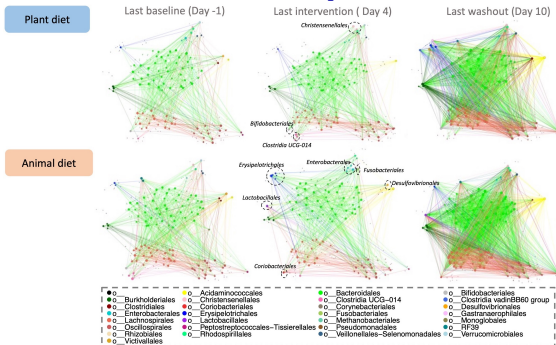 Plant diet
Last baseline (Day -1)
Last intervention ( Day 4)
Last washout (Day 10)
Christensenellales
Bifidobacteriales
Clostridia UCG-014
Animal diet
Erysipelotrichales
Enterobacterales
Fusobacteriales
Desulfovibrionales
Lactobacillales
Coriobacteriales
o__
o__Burkholderiales
o__Clostridiales
o__Enterobacterales
o__Lachnospirales
o__Oscillospirales
o__Rhizobiales
o__Victivallales
o__Acidaminococcales
o__Christensenellales
o__Coriobacteriales
o__Erysipelotrichales
o__Lactobacillales
o__Peptostreptococcales-Tissierellales
o__Rhodospirillales
o__Bacteroidales
o__Clostridia UCG-014
o__Corynebacteriales
o__Fusobacteriales
o__Methanobacteriales
o__Pseudomonadales
o__Veillonellales-Selenomonadales
o__Bifidobacteriales
o__Clostridia vadinBB60 group
o__Desulfovibrionales
o__Gastranaerophilales
o__Monoglobales
o__RF39
o__Verrucomicrobiales